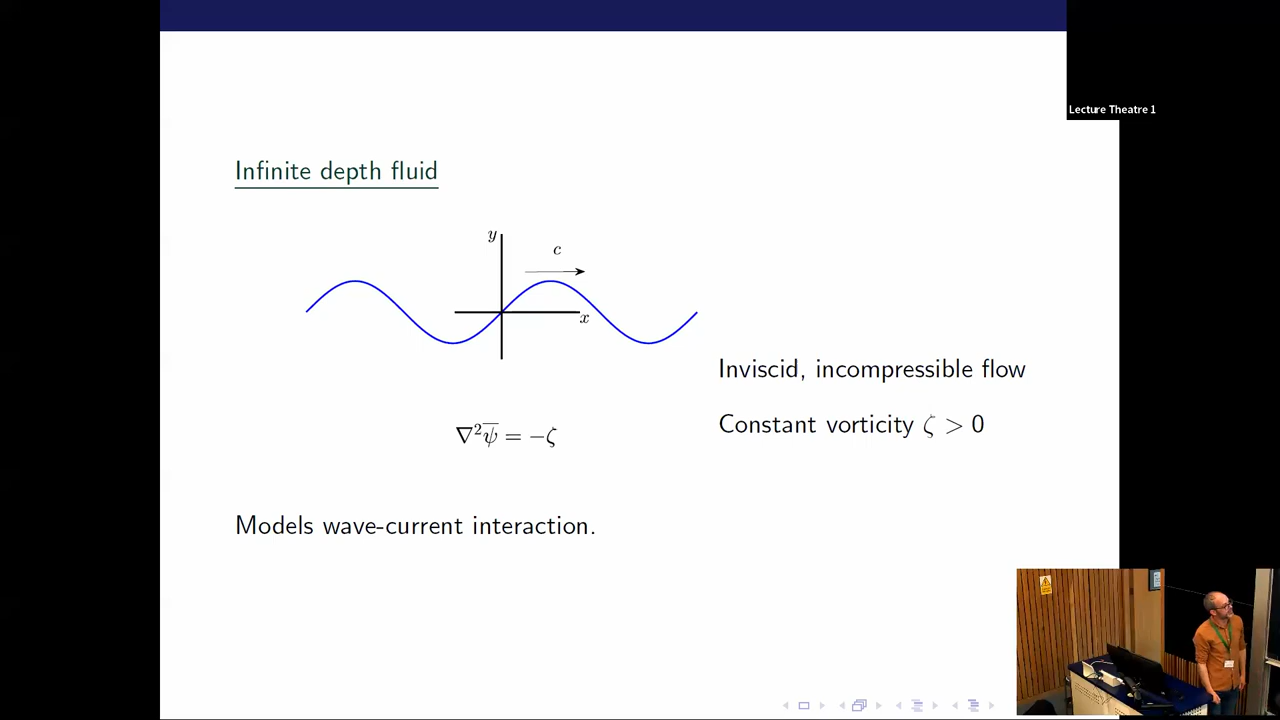 Lecture Theatre 1
Infinite depth fluid
y
c
x
Inviscid, incompressible flow
Constant vorticity ζ > 0
∇²ψ̅ = −ζ
Models wave-current interaction.